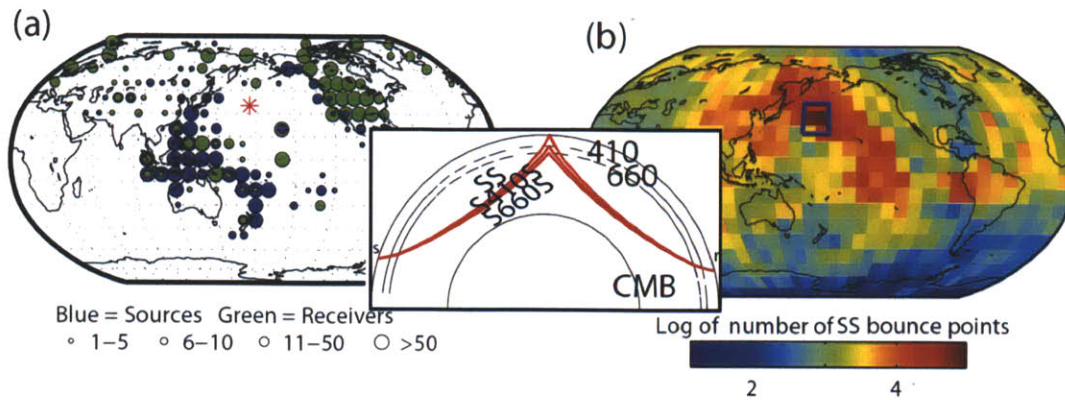 (a)
(b)
SS
S410S
S660S
410
660
s
r
CMB
Blue = Sources Green = Receivers
1–5 6–10 11–50 >50
Log of number of SS bounce points
2 4